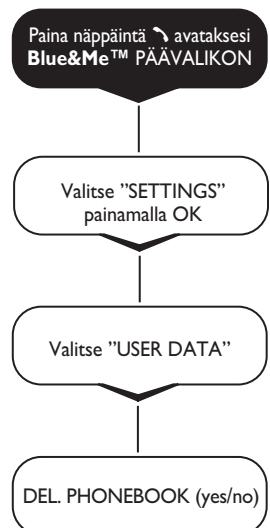 Paina näppäintä avataksesi
Blue&Me™ PÄÄVALIKON
Valitse ”SETTINGS”
painamalla OK
Valitse ”USER DATA”
DEL. PHONEBOOK (yes/no)